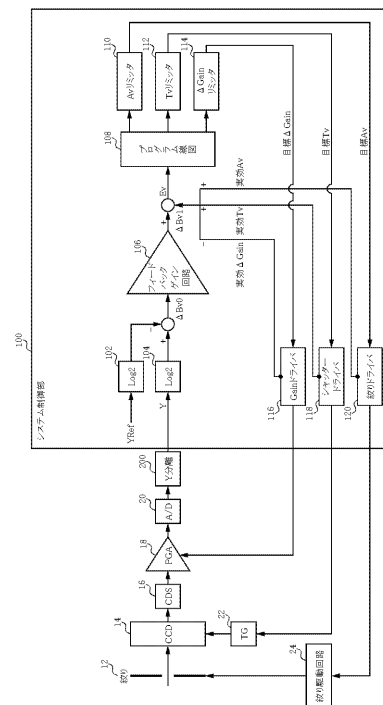 100
システム制御部
110
Avリミッタ
112
Tvリミッタ
114
ΔGain
リミッタ
108
プログラム線図
Ev
+
+
ΔBv1
106
フィード
バック
ゲイン
回路
ΔBv0
-
+
102
Log2
104
Log2
YRef
Y
実効Av
+
実効Tv
+
実効ΔGain
-
目標ΔGain
目標Tv
目標Av
Gainドライバ
116
シャッター
ドライバ
118
絞りドライバ
120
200
Y分離
20
A/D
18
PGA
16
CDS
14
CCD
22
TG
12
絞り
24
絞り駆動回路